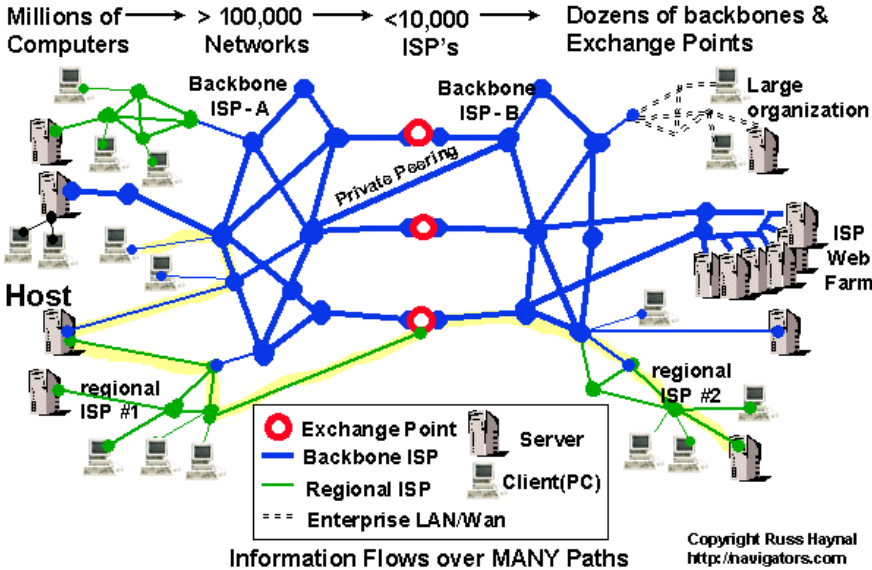 Millions of
Computers
> 100,000
Networks
<10,000
ISP's
Dozens of backbones &
Exchange Points
Backbone
ISP - A
Backbone
ISP - B
Large
organization
Private Peering
ISP
Web
Farm
Host
regional
ISP #1
regional
ISP #2
Exchange Point
Backbone ISP
Regional ISP
Enterprise LAN/Wan
Server
Client(PC)
Information Flows over MANY Paths
Copyright Russ Haynal
http://navigators.com